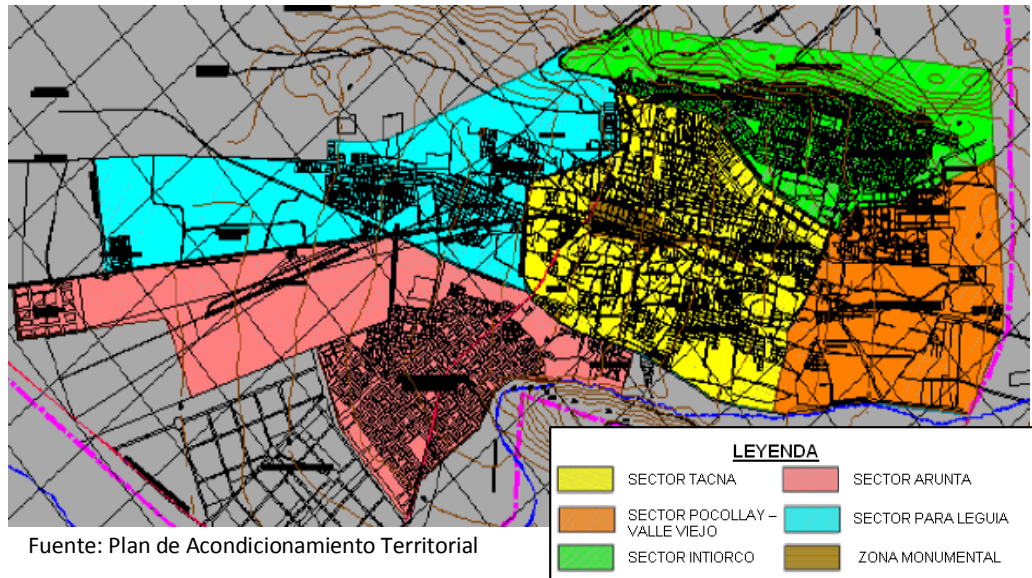 LEYENDA
SECTOR TACNA
SECTOR ARUNTA
SECTOR POCOLLAY –
VALLE VIEJO
SECTOR PARA LEGUIA
SECTOR INTIORCO
ZONA MONUMENTAL
Fuente: Plan de Acondicionamiento Territorial